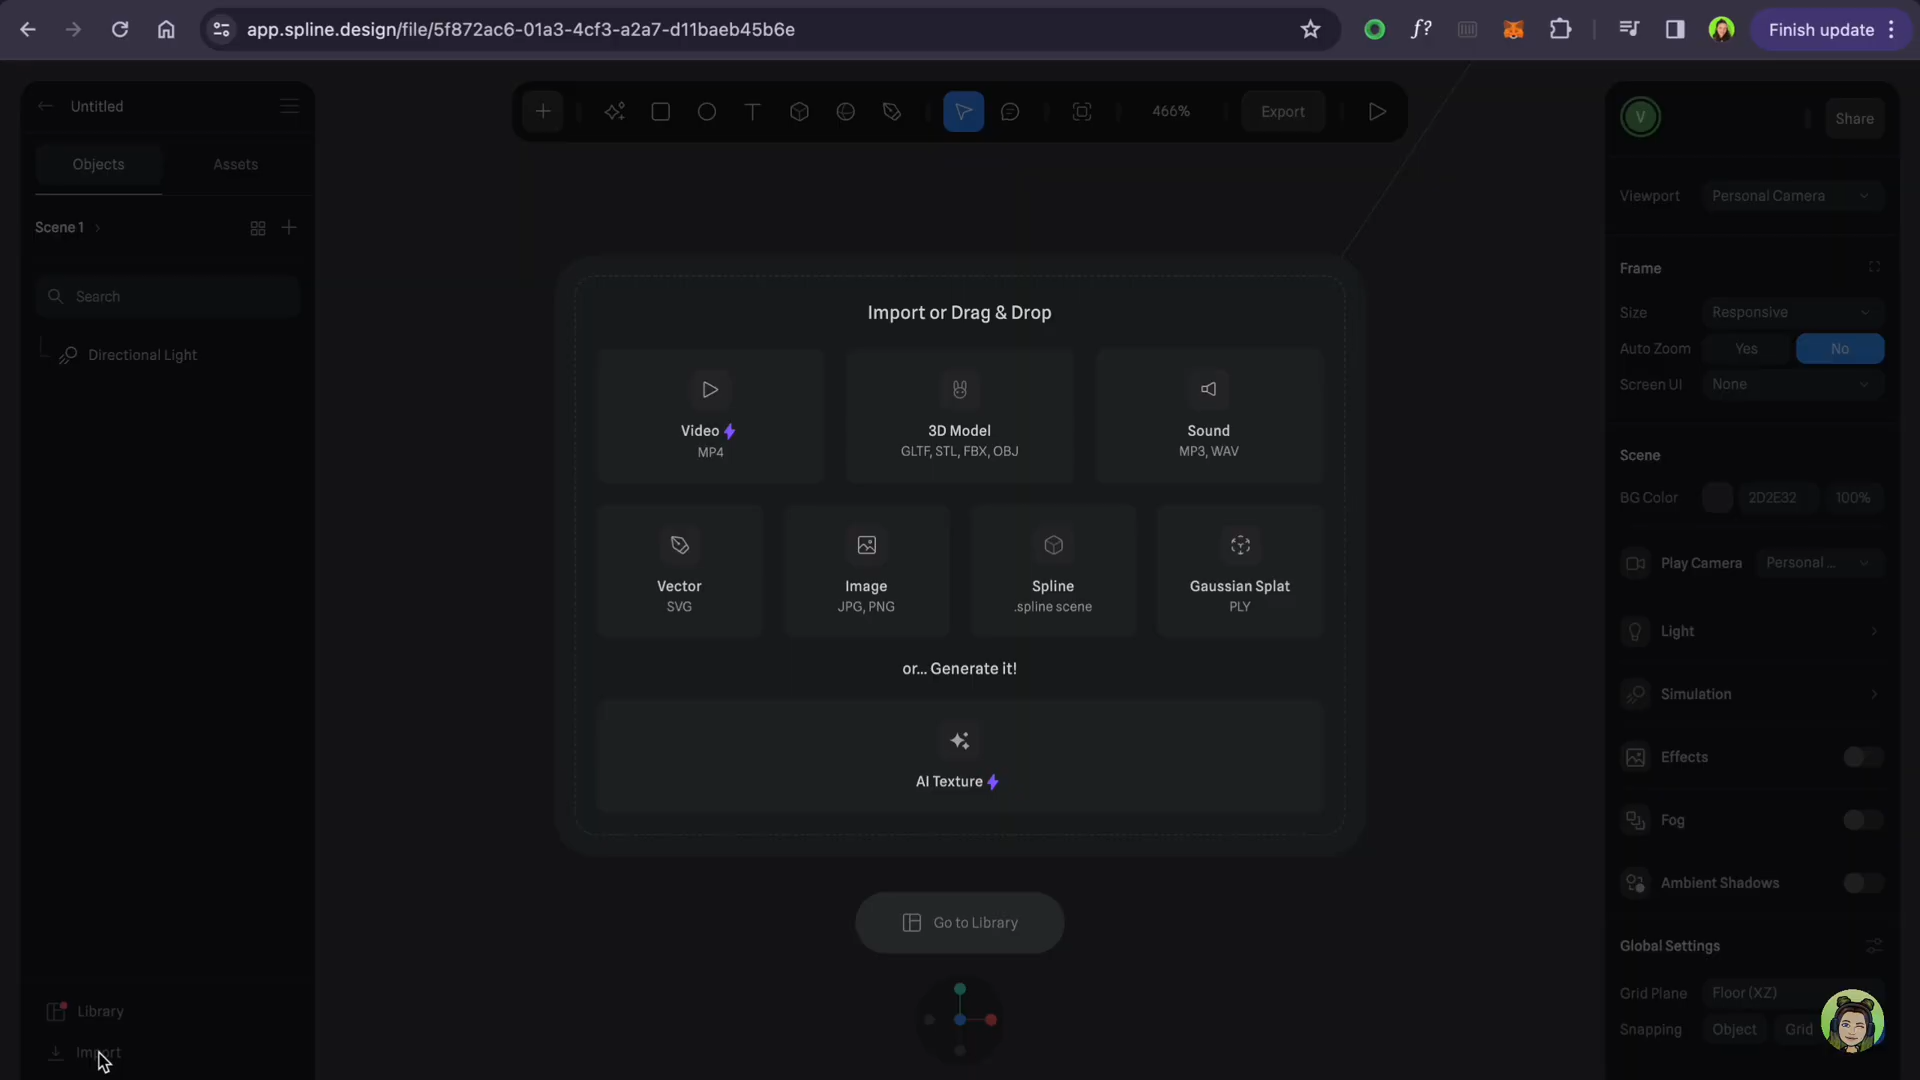 app.spline.design/file/5f872ac6-01a3-4cf3-a2a7-d11baeb45b6e
f?
Finish update
Untitled
466%
Export
V
Share
Objects
Assets
Viewport
Personal Camera
Scene 1
Frame
Search
Import or Drag & Drop
Size
Responsive
Auto Zoom
Yes
No
Directional Light
Screen UI
None
Video
MP4
3D Model
GLTF, STL, FBX, OBJ
Sound
MP3, WAV
Scene
BG Color
2D2E32
100%
Play Camera
Personal ...
Vector
SVG
Image
JPG, PNG
Spline
.spline scene
Gaussian Splat
PLY
Light
or... Generate it!
Simulation
AI Texture
Effects
Fog
Ambient Shadows
Go to Library
Global Settings
Grid Plane
Floor (XZ)
Library
Snapping
Object
Grid
Import